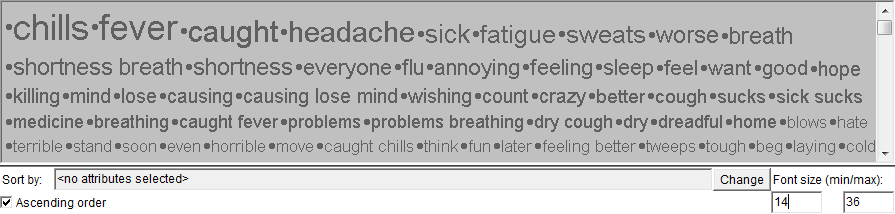 •chills•fever•caught•headache•sick•fatigue•sweats•worse•breath
•shortness breath•shortness•everyone•flu•annoying•feeling•sleep•feel•want•good•hope
•killing•mind•lose•causing•causing lose mind•wishing•count•crazy•better•cough•sucks•sick sucks
•medicine•breathing•caught fever•problems•problems breathing•dry cough•dry•dreadful•home•blows•hate
•terrible•stand•soon•even•horrible•move•caught chills•think•fun•later•feeling better•tweeps•tough•beg•laying•cold
Sort by: <no attributes selected> Change Font size (min/max):
Ascending order 14 36